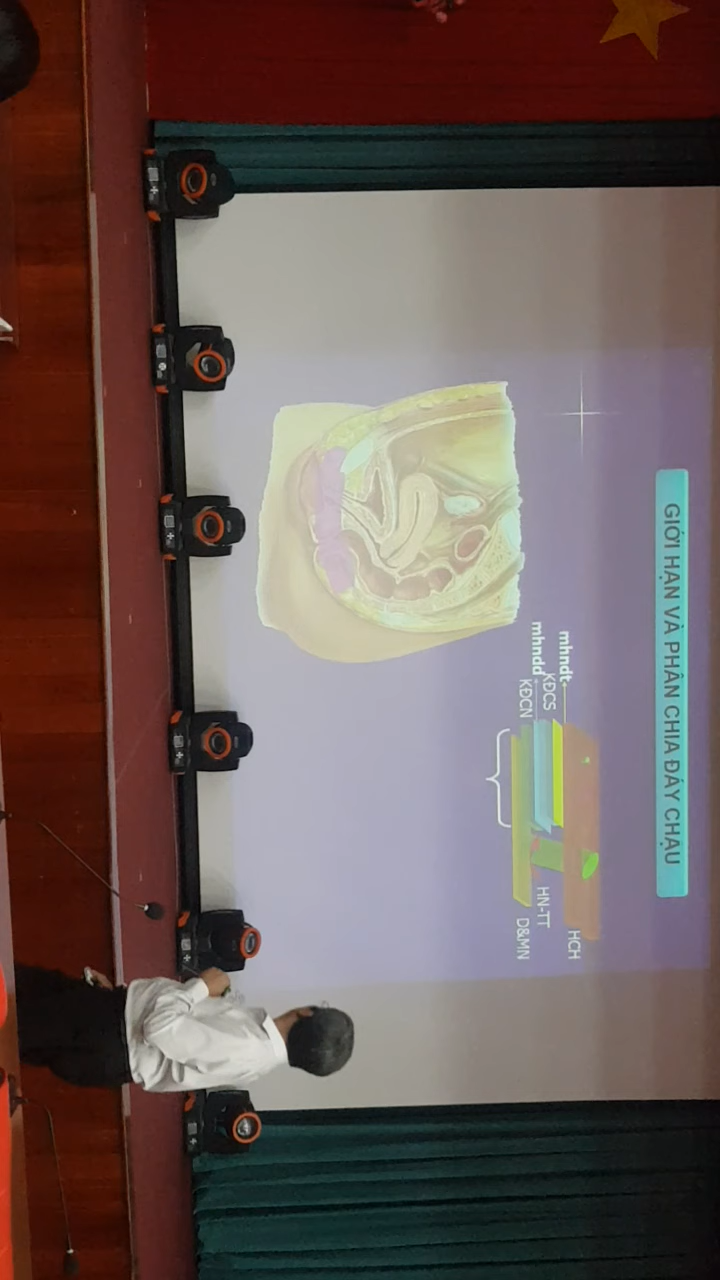 GIỚI HẠN VÀ PHÂN CHIA ĐÁY CHẬU
mhndt
KĐCS
mhndd
KĐCN
HCH
HN-TT
D&MN